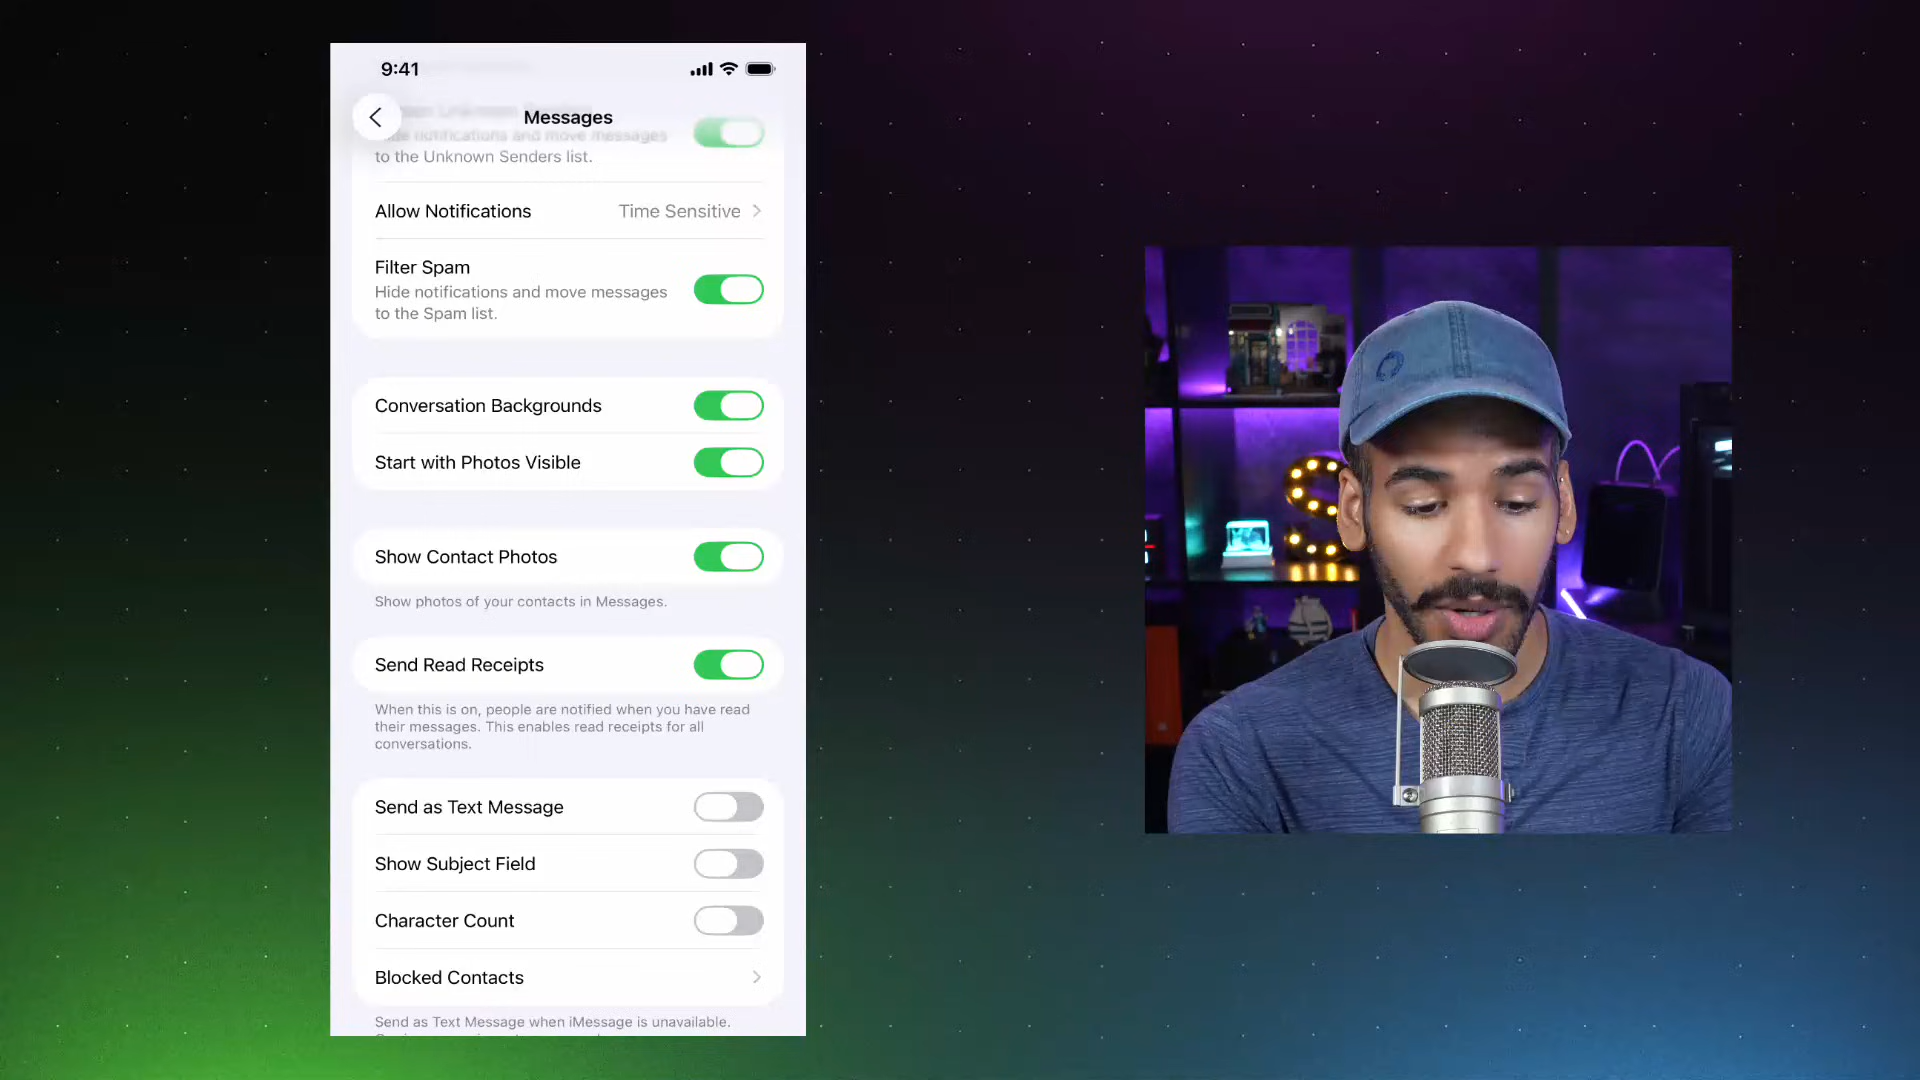 9:41
Messages
notifications and move messages
to the Unknown Senders list.
Allow Notifications
Time Sensitive
Filter Spam
Hide notifications and move messages
to the Spam list.
Conversation Backgrounds
Start with Photos Visible
Show Contact Photos
Show photos of your contacts in Messages.
Send Read Receipts
When this is on, people are notified when you have read
their messages. This enables read receipts for all
conversations.
Send as Text Message
Show Subject Field
Character Count
Blocked Contacts
Send as Text Message when iMessage is unavailable.
S